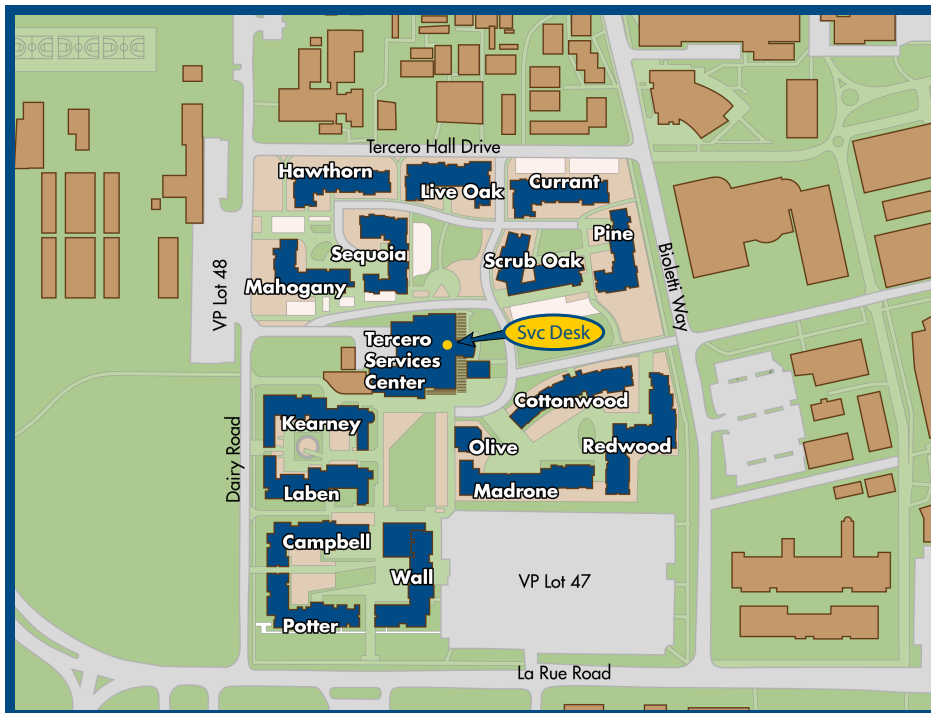 Tercero Hall Drive
Hawthorn
Live Oak
Currant
Pine
Sequoia
Scrub Oak
Mahogany
VP Lot 48
Bioletti Way
Svc Desk
Tercero
Services
Center
Cottonwood
Kearney
Olive
Redwood
Dairy Road
Laben
Madrone
Campbell
Wall
VP Lot 47
Potter
La Rue Road